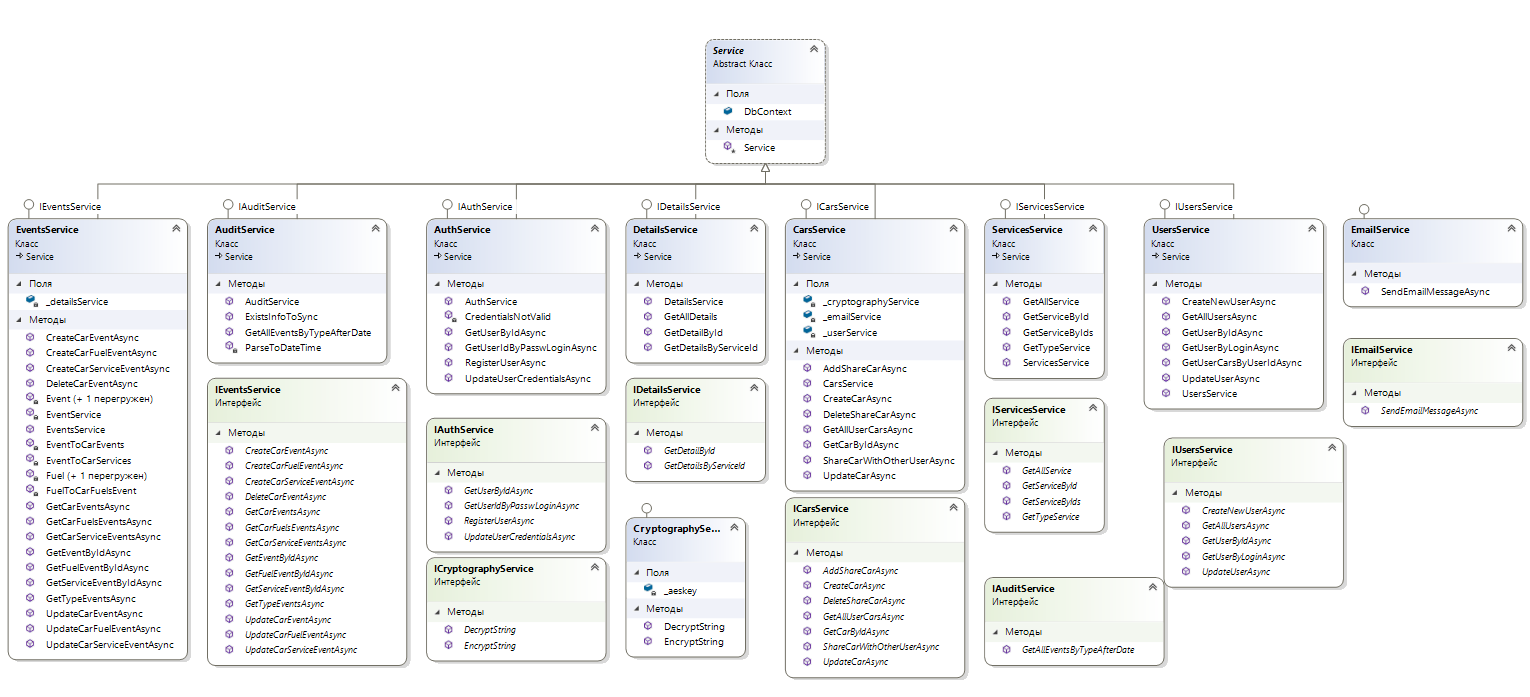 Service
Abstract Класс
Поля
DbContext
Методы
Service
IEventsService
EventsService
Класс
Service
Поля
_detailsService
Методы
CreateCarEventAsync
CreateCarFuelEventAsync
CreateCarServiceEventAsync
DeleteCarEventAsync
Event (+ 1 перегружен)
EventService
EventsService
EventToCarEvents
EventToCarServices
Fuel (+ 1 перегружен)
FuelToCarFuelsEvent
GetCarEventsAsync
GetCarFuelsEventsAsync
GetCarServiceEventsAsync
GetEventByIdAsync
GetFuelEventByIdAsync
GetServiceEventByIdAsync
GetTypeEventsAsync
UpdateCarEventAsync
UpdateCarFuelEventAsync
UpdateCarServiceEventAsync
IAuditService
AuditService
Класс
Service
Методы
AuditService
ExistsInfoToSync
GetAllEventsByTypeAfterDate
ParseToDateTime
IEventsService
Интерфейс
Методы
CreateCarEventAsync
CreateCarFuelEventAsync
CreateCarServiceEventAsync
DeleteCarEventAsync
GetCarEventsAsync
GetCarFuelsEventsAsync
GetCarServiceEventsAsync
GetEventByIdAsync
GetFuelEventByIdAsync
GetServiceEventByIdAsync
GetTypeEventsAsync
UpdateCarEventAsync
UpdateCarFuelEventAsync
UpdateCarServiceEventAsync
IAuthService
AuthService
Класс
Service
Методы
AuthService
CredentialsNotValid
GetUserByIdAsync
GetUserIdByPasswLoginAsync
RegisterUserAsync
UpdateUserCredentialsAsync
IAuthService
Интерфейс
Методы
GetUserByIdAsync
GetUserIdByPasswLoginAsync
RegisterUserAsync
UpdateUserCredentialsAsync
ICryptographyService
Интерфейс
Методы
DecryptString
EncryptString
IDetailsService
DetailsService
Класс
Service
Методы
DetailsService
GetAllDetails
GetDetailById
GetDetailsByServiceId
IDetailsService
Интерфейс
Методы
GetDetailById
GetDetailsByServiceId
CryptographySe...
Класс
Поля
_aeskey
Методы
DecryptString
EncryptString
ICarsService
CarsService
Класс
Service
Поля
_cryptographyService
_emailService
_userService
Методы
AddShareCarAsync
CarsService
CreateCarAsync
DeleteShareCarAsync
GetAllUserCarsAsync
GetCarByIdAsync
ShareCarWithOtherUserAsync
UpdateCarAsync
ICarsService
Интерфейс
Методы
AddShareCarAsync
CreateCarAsync
DeleteShareCarAsync
GetAllUserCarsAsync
GetCarByIdAsync
ShareCarWithOtherUserAsync
UpdateCarAsync
IServicesService
ServicesService
Класс
Service
Методы
GetAllService
GetServiceById
GetServiceByIds
GetTypeService
ServicesService
IServicesService
Интерфейс
Методы
GetAllService
GetServiceById
GetServiceByIds
GetTypeService
IAuditService
Интерфейс
Методы
GetAllEventsByTypeAfterDate
IUsersService
UsersService
Класс
Service
Методы
CreateNewUserAsync
GetAllUsersAsync
GetUserByIdAsync
GetUserByLoginAsync
GetUserCarsByUserIdAsync
UpdateUserAsync
UsersService
IUsersService
Интерфейс
Методы
CreateNewUserAsync
GetAllUsersAsync
GetUserByIdAsync
GetUserByLoginAsync
UpdateUserAsync
EmailService
Класс
Методы
SendEmailMessageAsync
IEmailService
Интерфейс
Методы
SendEmailMessageAsync